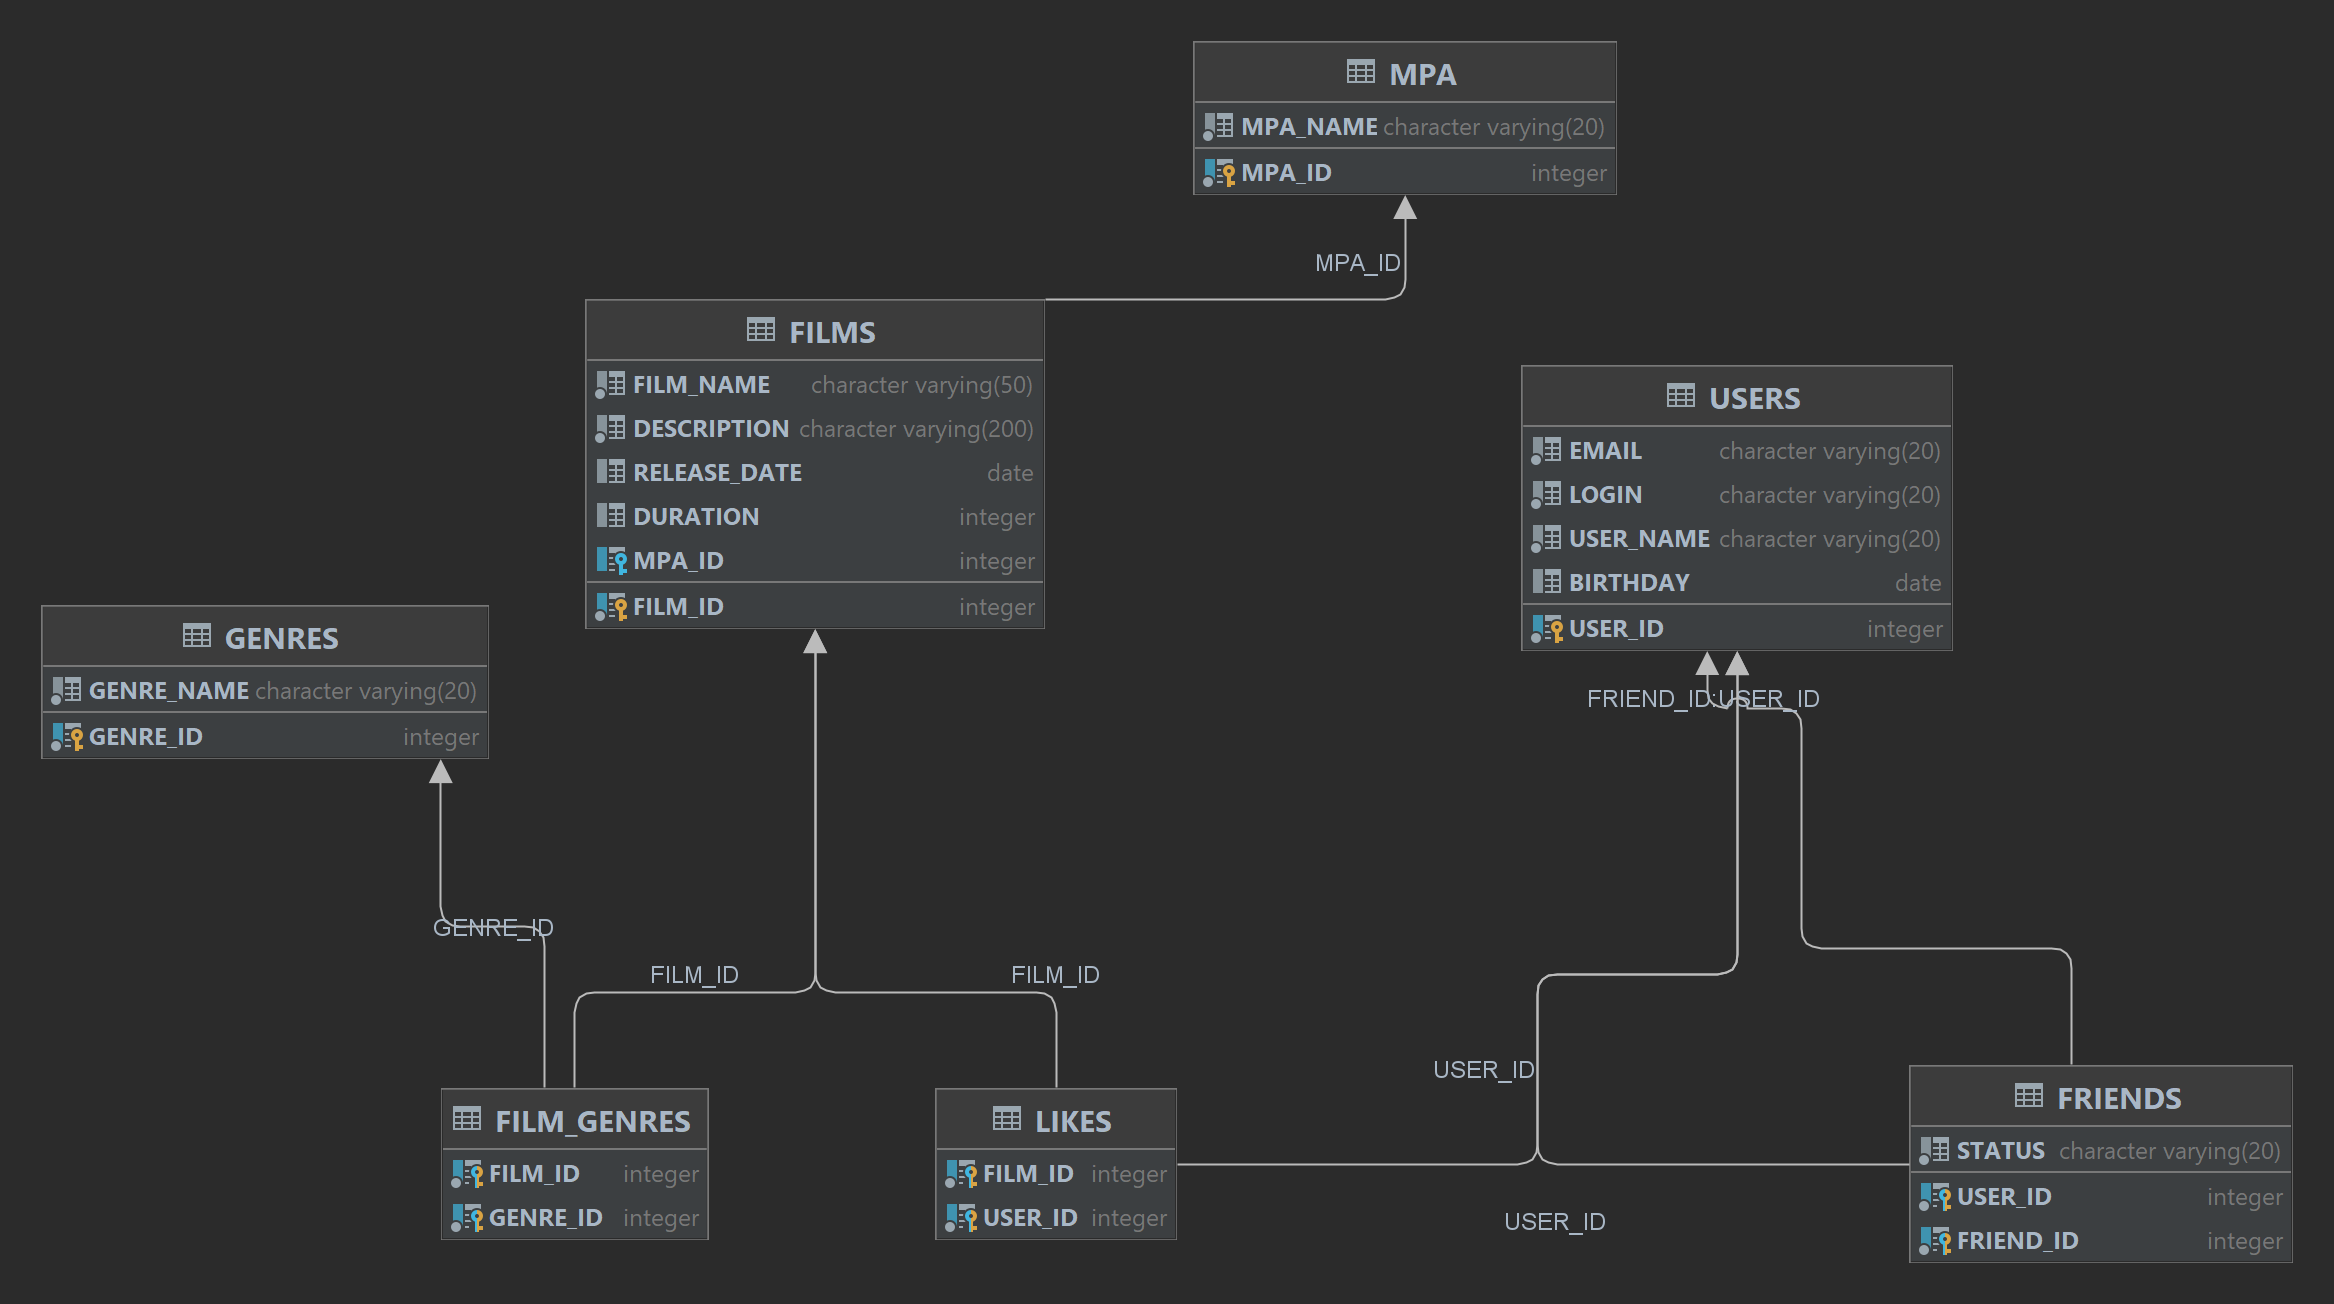 MPA
MPA_NAME character varying(20)
MPA_ID integer
MPA_ID
FILMS
FILM_NAME character varying(50)
DESCRIPTION character varying(200)
RELEASE_DATE date
DURATION integer
MPA_ID integer
FILM_ID integer
USERS
EMAIL character varying(20)
LOGIN character varying(20)
USER_NAME character varying(20)
BIRTHDAY date
USER_ID integer
GENRES
GENRE_NAME character varying(20)
GENRE_ID integer
FRIEND_ID:USER_ID
GENRE_ID
FILM_ID
FILM_ID
USER_ID
USER_ID
FILM_GENRES
FILM_ID integer
GENRE_ID integer
LIKES
FILM_ID integer
USER_ID integer
FRIENDS
STATUS character varying(20)
USER_ID integer
FRIEND_ID integer